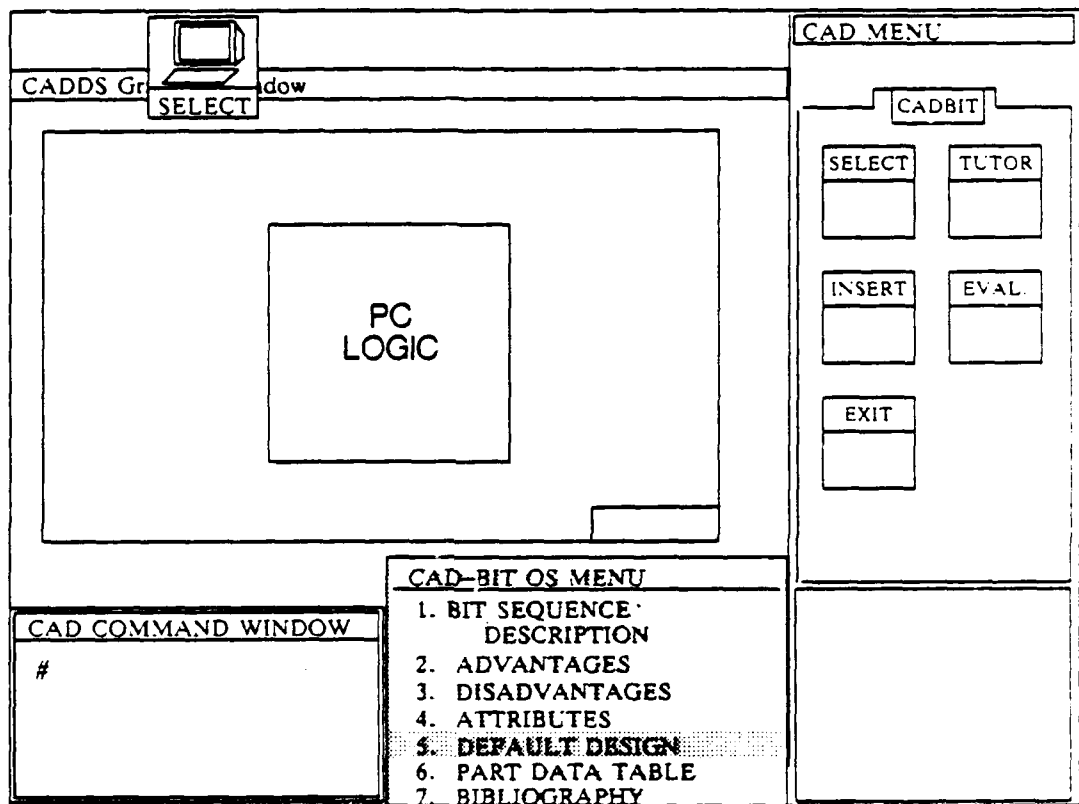 CAD MENU
CADDS Gr
dow
SELECT
CADBIT
SELECT
TUTOR
INSERT
EVAL.
EXIT
PC
LOGIC
CAD-BIT OS MENU
1. BIT SEQUENCE
DESCRIPTION
2. ADVANTAGES
3. DISADVANTAGES
4. ATTRIBUTES
5. DEFAULT DESIGN
6. PART DATA TABLE
7. BIBLIOGRAPHY
CAD COMMAND WINDOW
#